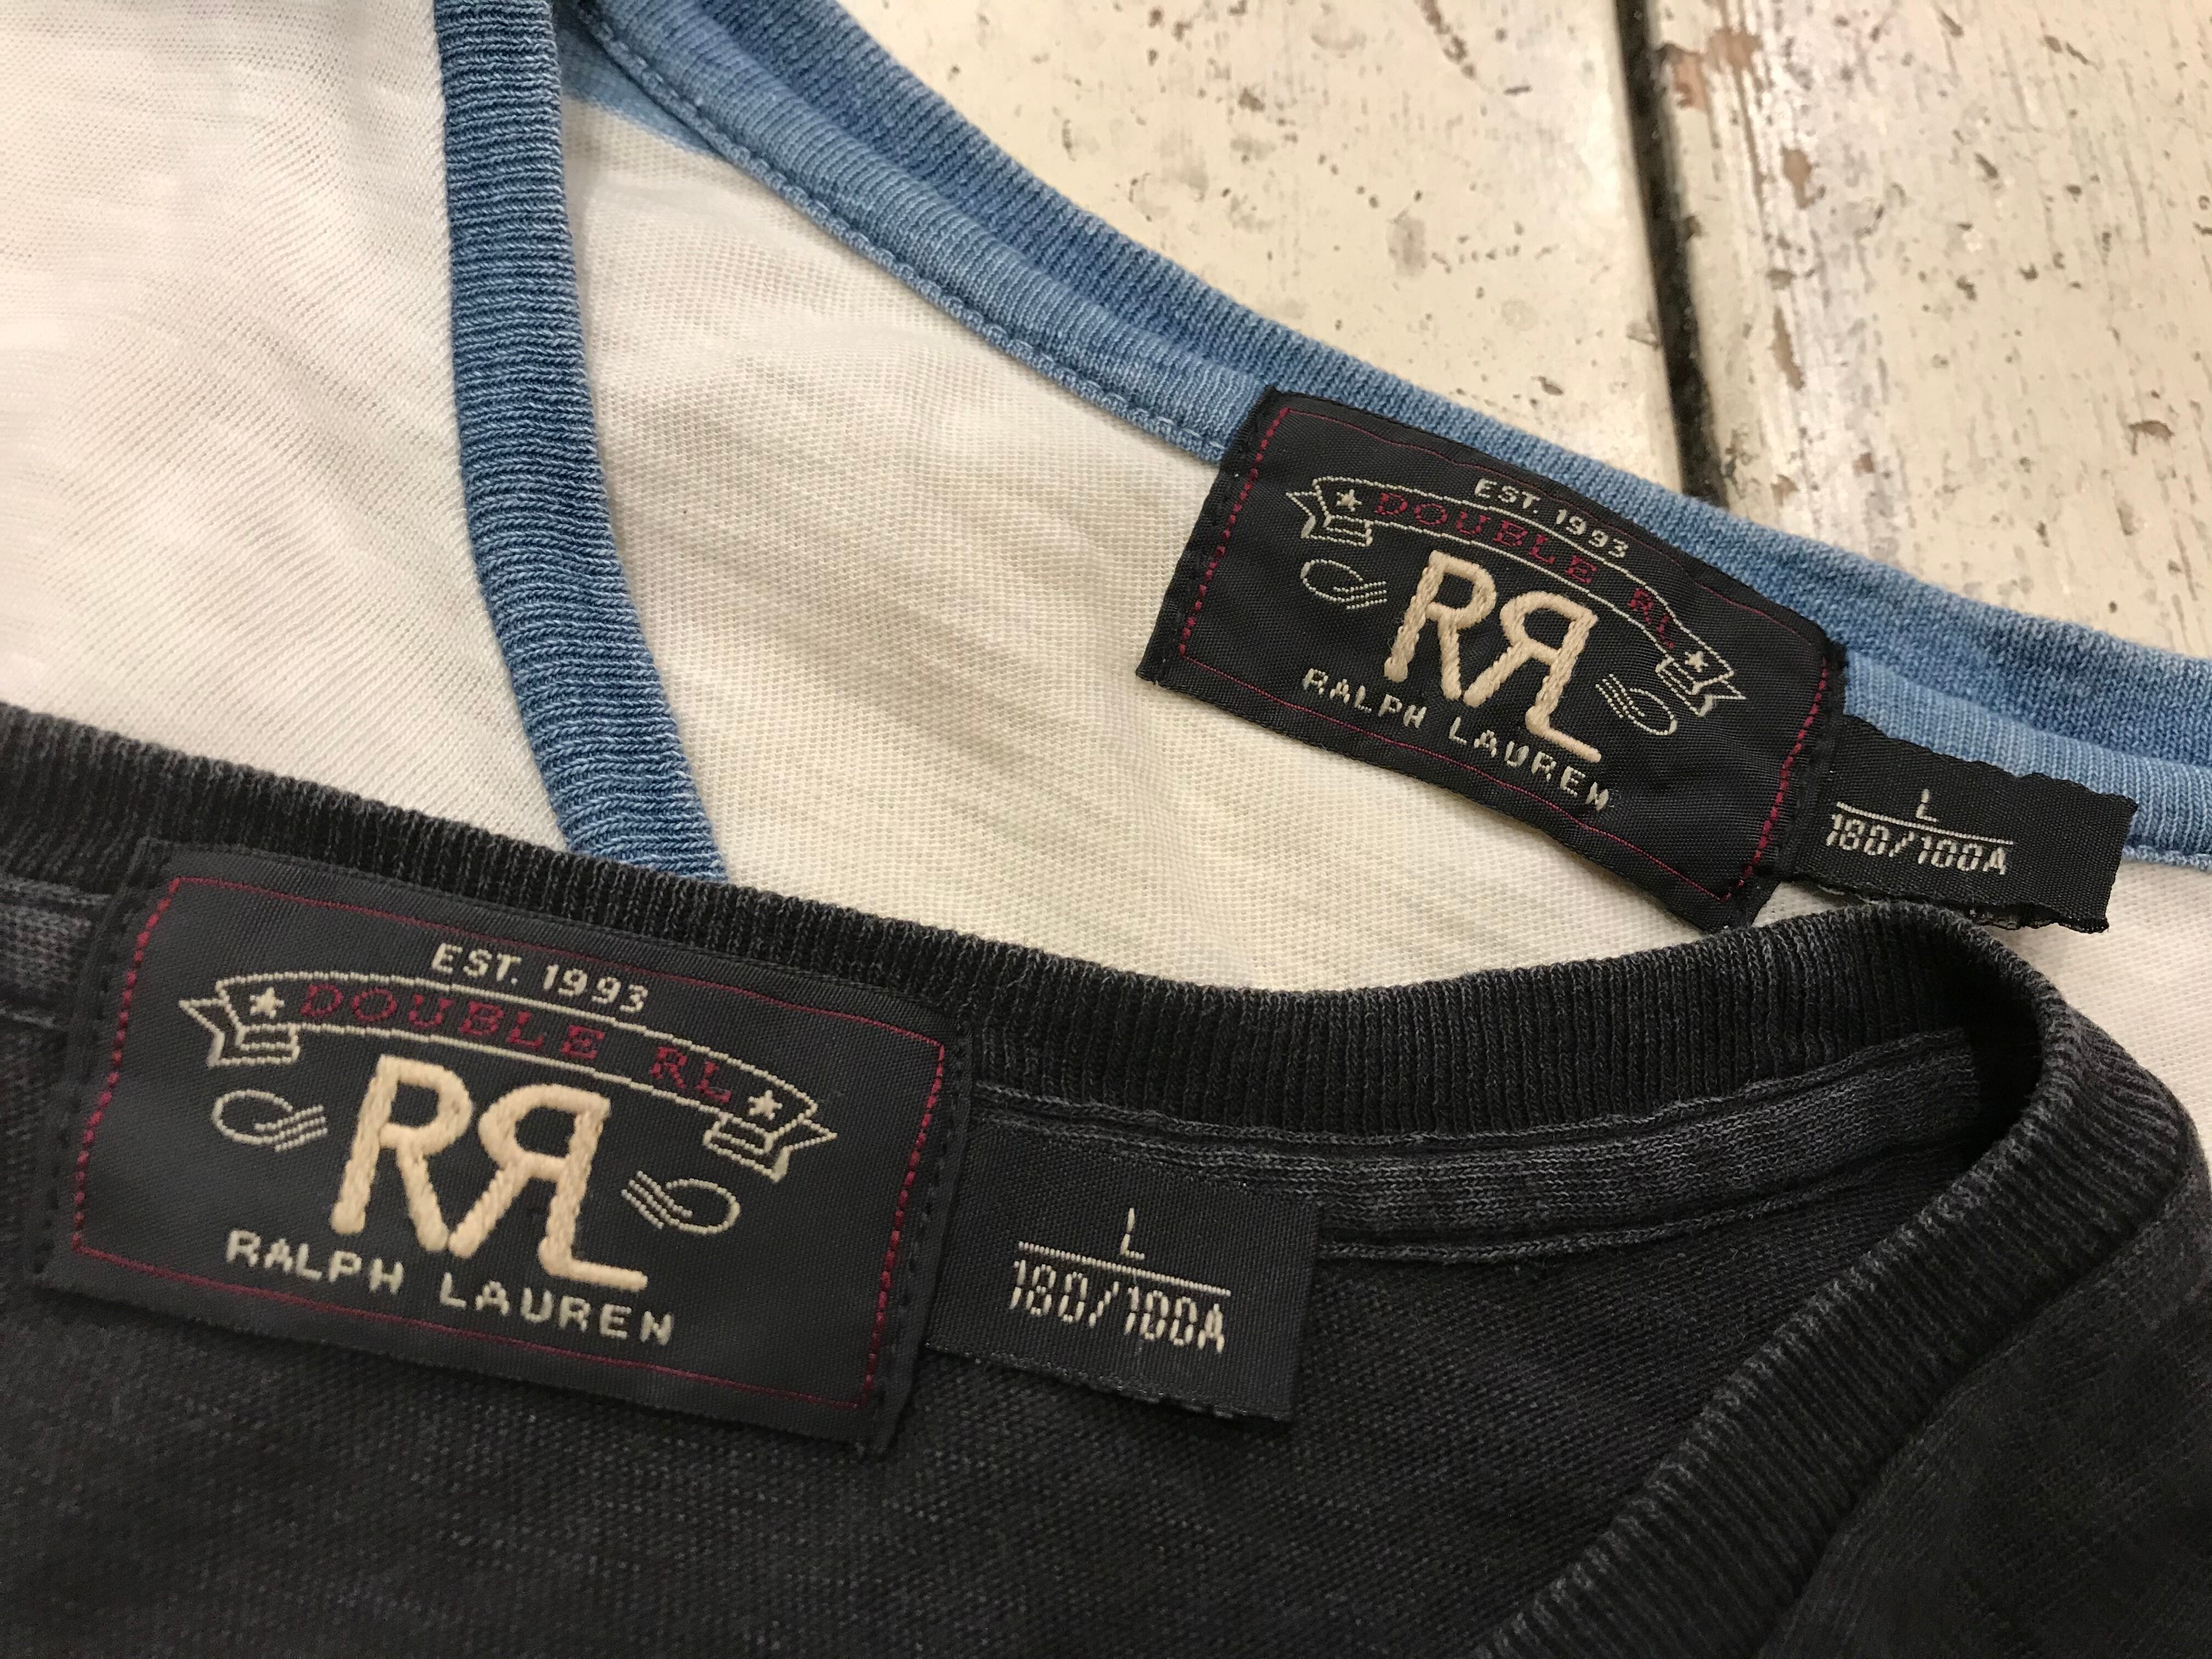 EST. 1993
DOUBLE RL
RRL
RALPH LAUREN
L
180/100A
EST. 1993
DOUBLE RL
RRL
RALPH LAUREN
L
180/100A